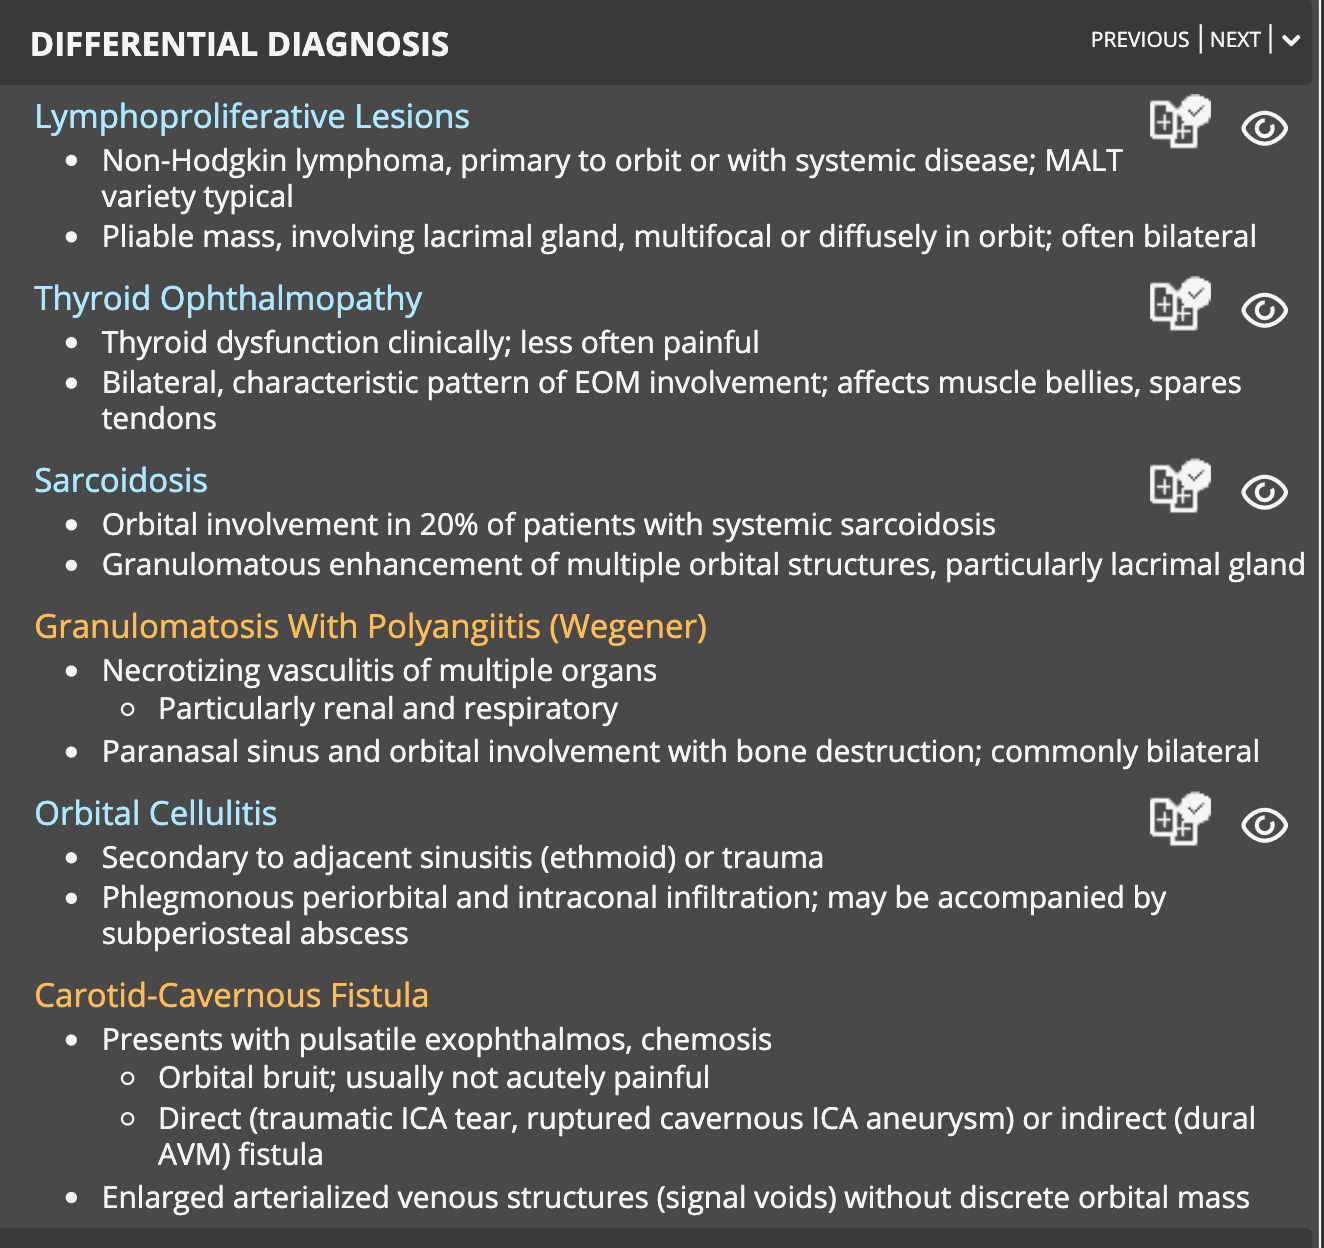 DIFFERENTIAL DIAGNOSIS
PREVIOUS | NEXT |
Lymphoproliferative Lesions
• Non-Hodgkin lymphoma, primary to orbit or with systemic disease; MALT
variety typical
• Pliable mass, involving lacrimal gland, multifocal or diffusely in orbit; often bilateral
Thyroid Ophthalmopathy
• Thyroid dysfunction clinically; less often painful
• Bilateral, characteristic pattern of EOM involvement; affects muscle bellies, spares
tendons
Sarcoidosis
• Orbital involvement in 20% of patients with systemic sarcoidosis
• Granulomatous enhancement of multiple orbital structures, particularly lacrimal gland
Granulomatosis With Polyangiitis (Wegener)
• Necrotizing vasculitis of multiple organs
○ Particularly renal and respiratory
• Paranasal sinus and orbital involvement with bone destruction; commonly bilateral
Orbital Cellulitis
• Secondary to adjacent sinusitis (ethmoid) or trauma
• Phlegmonous periorbital and intraconal infiltration; may be accompanied by
subperiosteal abscess
Carotid-Cavernous Fistula
• Presents with pulsatile exophthalmos, chemosis
○ Orbital bruit; usually not acutely painful
○ Direct (traumatic ICA tear, ruptured cavernous ICA aneurysm) or indirect (dural
AVM) fistula
• Enlarged arterialized venous structures (signal voids) without discrete orbital mass